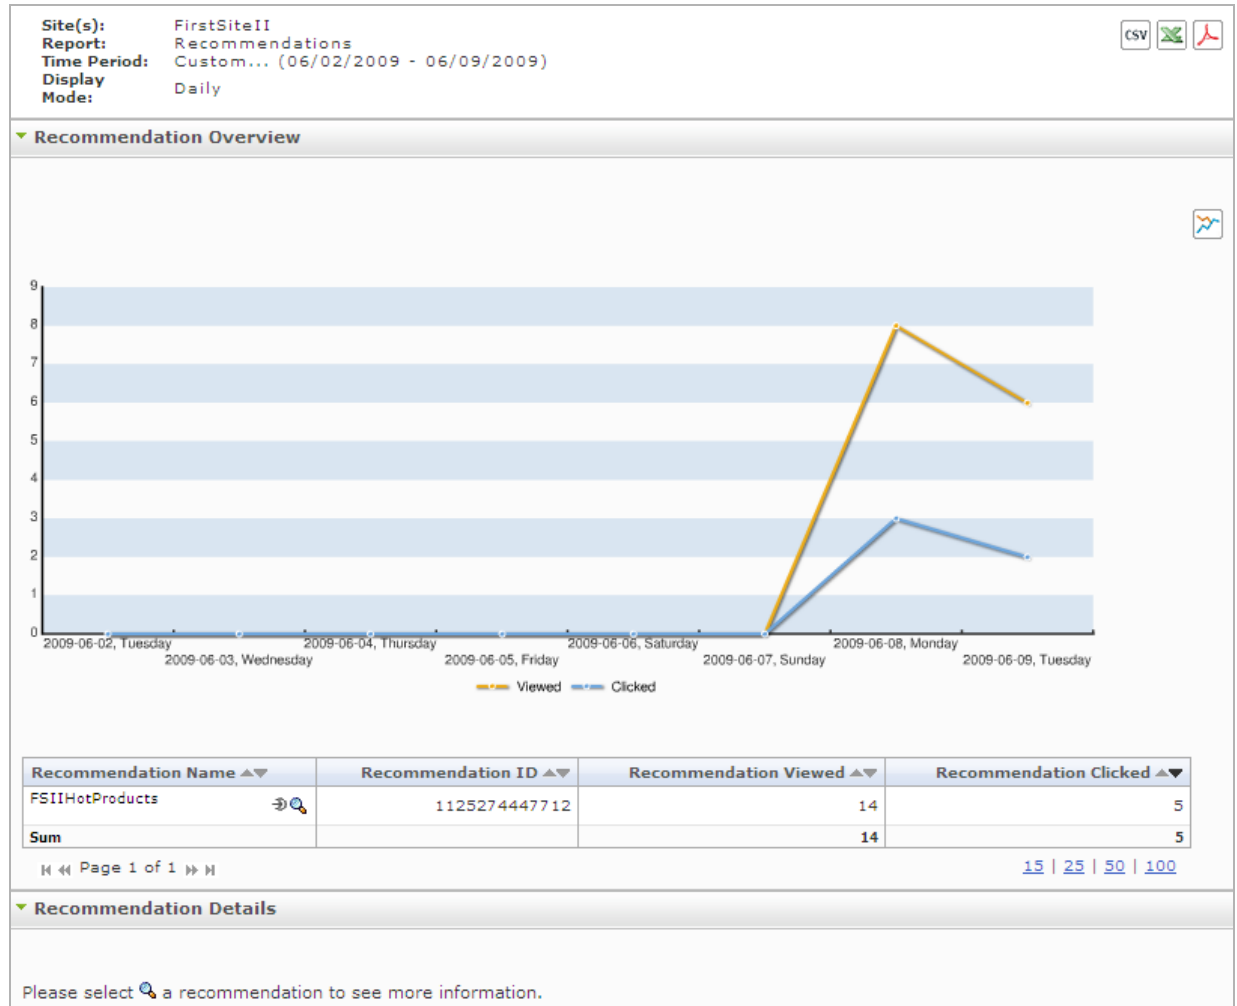 Site(s): FirstSiteII
Report: Recommendations
Time Period: Custom... (06/02/2009 - 06/09/2009)
Display Mode: Daily
CSV
Recommendation Overview
9
8
7
6
5
4
3
2
1
0
2009-06-02, Tuesday
2009-06-03, Wednesday
2009-06-04, Thursday
2009-06-05, Friday
2009-06-06, Saturday
2009-06-07, Sunday
2009-06-08, Monday
2009-06-09, Tuesday
Viewed Clicked
Recommendation Name Recommendation ID Recommendation Viewed Recommendation Clicked
FSIIHotProducts 1125274447712 14 5
Sum 14 5
Page 1 of 1 15 | 25 | 50 | 100
Recommendation Details
Please select a recommendation to see more information.